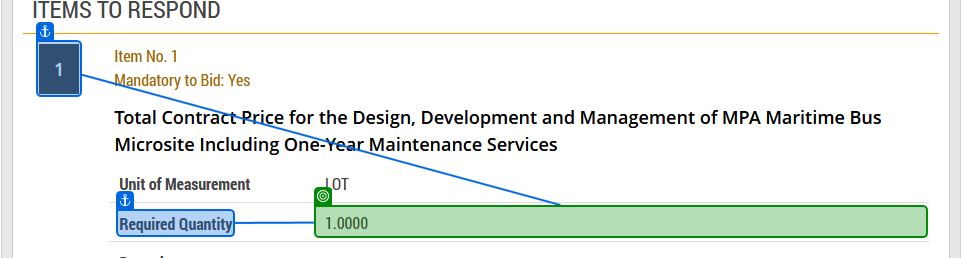 ITEMS TO RESPOND
1
Item No. 1
Mandatory to Bid: Yes
Total Contract Price for the Design, Development and Management of MPA Maritime Bus
Microsite Including One-Year Maintenance Services
Unit of Measurement LOT
Required Quantity 1.0000